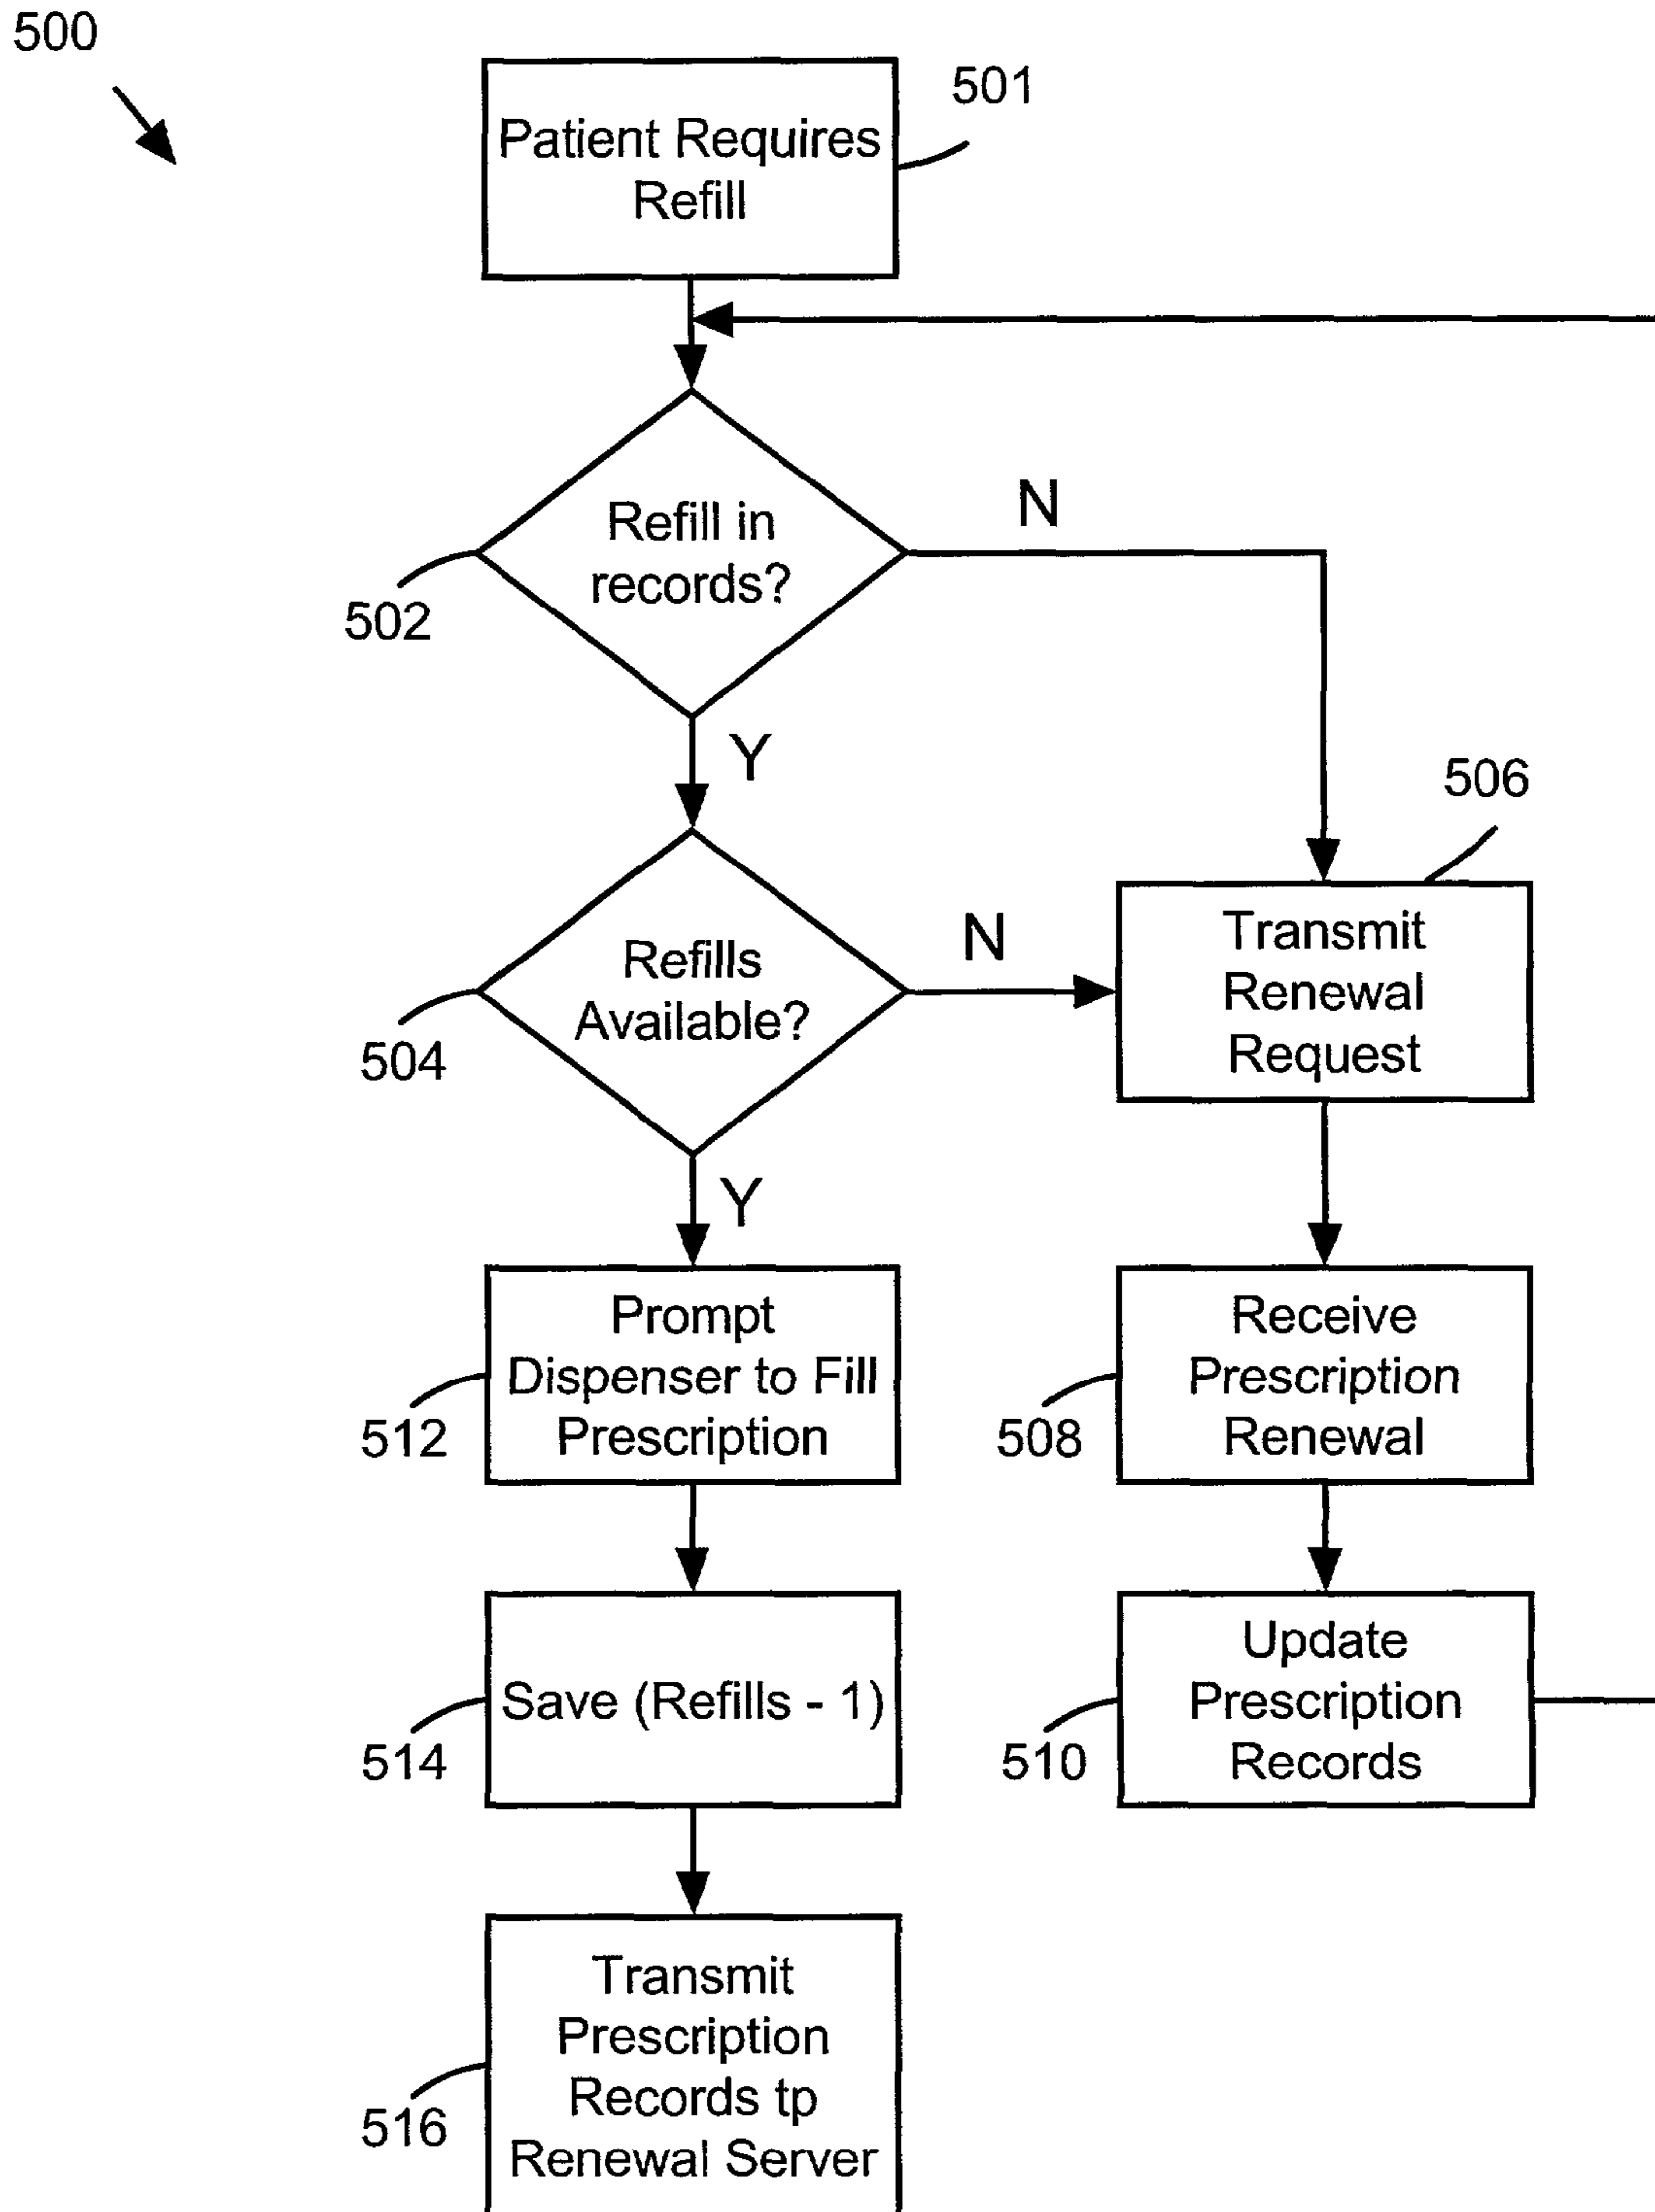 500
501
Patient Requires
Refill
Refill in
records?
N
502
Y
506
Refills
Available?
N
504
Transmit
Renewal
Request
Y
Prompt
Dispenser to Fill
Prescription
512
Receive
Prescription
Renewal
508
Save (Refills - 1)
514
Update
Prescription
Records
510
Transmit
Prescription
Records tp
Renewal Server
516